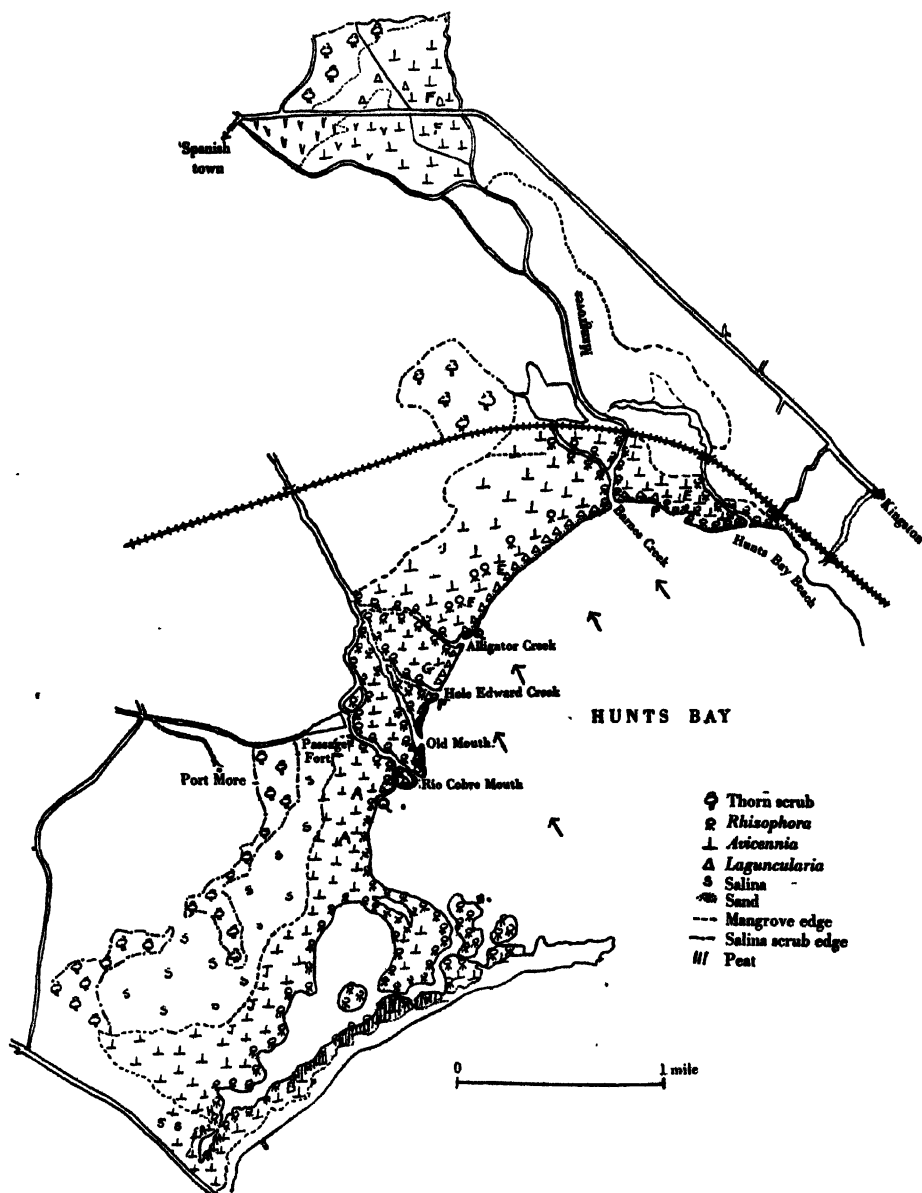 'Spanish
town
Mangroves
Kingston
Barnes Creek
Hunts Bay Beach
Alligator Creek
Hole Edward Creek
HUNTS BAY
Old Mouth
Passage
Fort
Port More
Rio Cobre Mouth
Thorn scrub
Rhisophora
Avicennia
Laguncularia
S Salina
Sand
Mangrove edge
Salina scrub edge
Peat
0 1 mile
F
F
E
F
J
E
E
G
A
A
J
J
S
S
S
S
S
S
S
S
S
S S